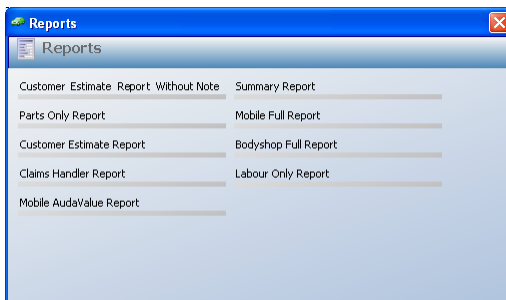 Reports
Reports
Customer Estimate Report Without Note
Summary Report
Parts Only Report
Mobile Full Report
Customer Estimate Report
Bodyshop Full Report
Claims Handler Report
Labour Only Report
Mobile AudaValue Report